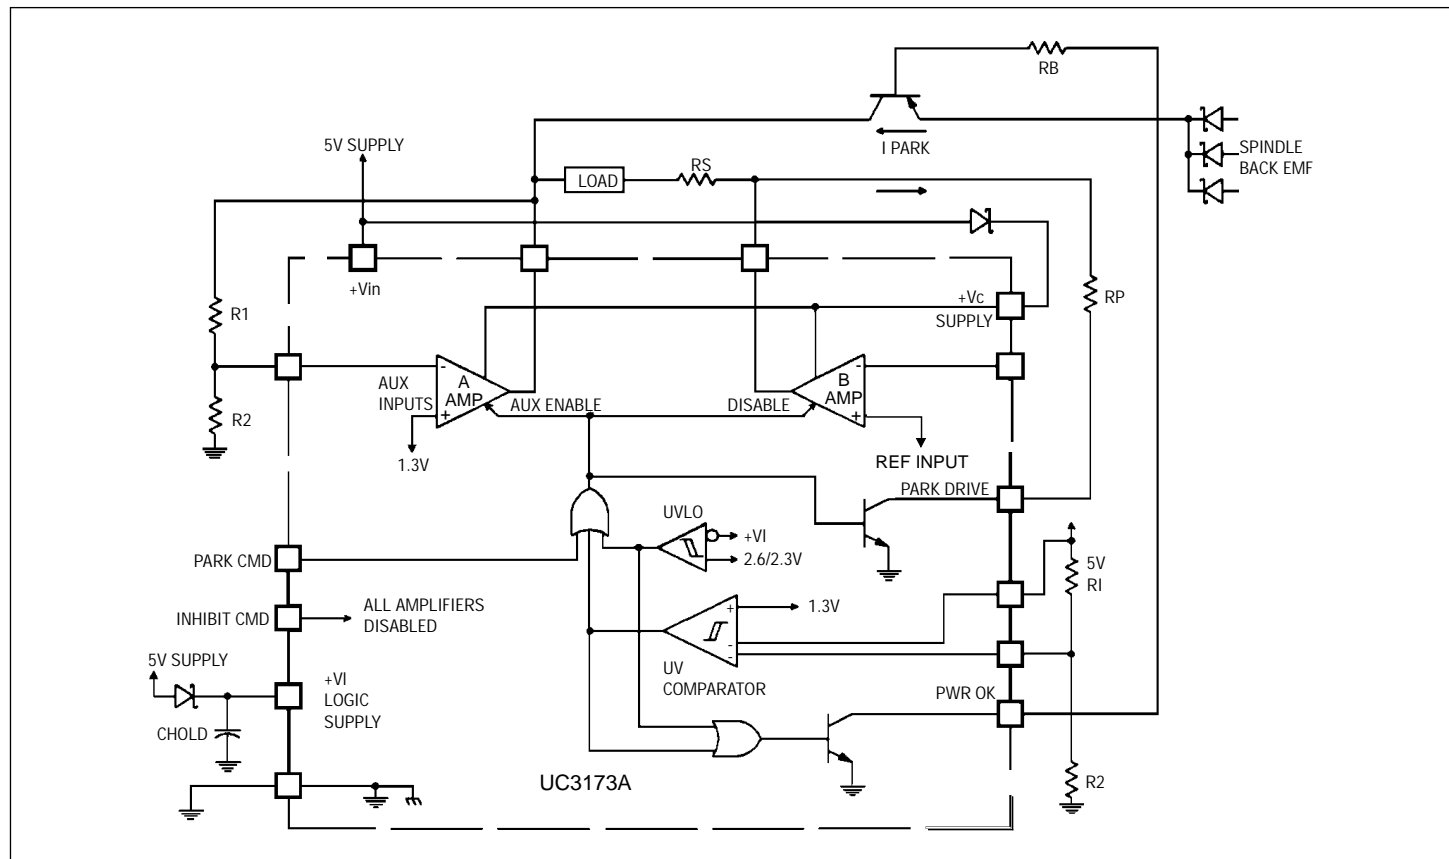 RB
I PARK
SPINDLE
BACK EMF
5V SUPPLY
LOAD
RS
+Vin
R1
+Vc
SUPPLY
RP
-
A
AMP
+
AUX
INPUTS
AUX ENABLE
DISABLE
-
B
AMP
+
R2
1.3V
REF INPUT
PARK DRIVE
UVLO
+VI
2.6/2.3V
PARK CMD
5V
RI
INHIBIT CMD
ALL AMPLIFIERS
DISABLED
+
1.3V
-
-
5V SUPPLY
+VI
LOGIC
SUPPLY
UV
COMPARATOR
PWR OK
CHOLD
UC3173A
R2